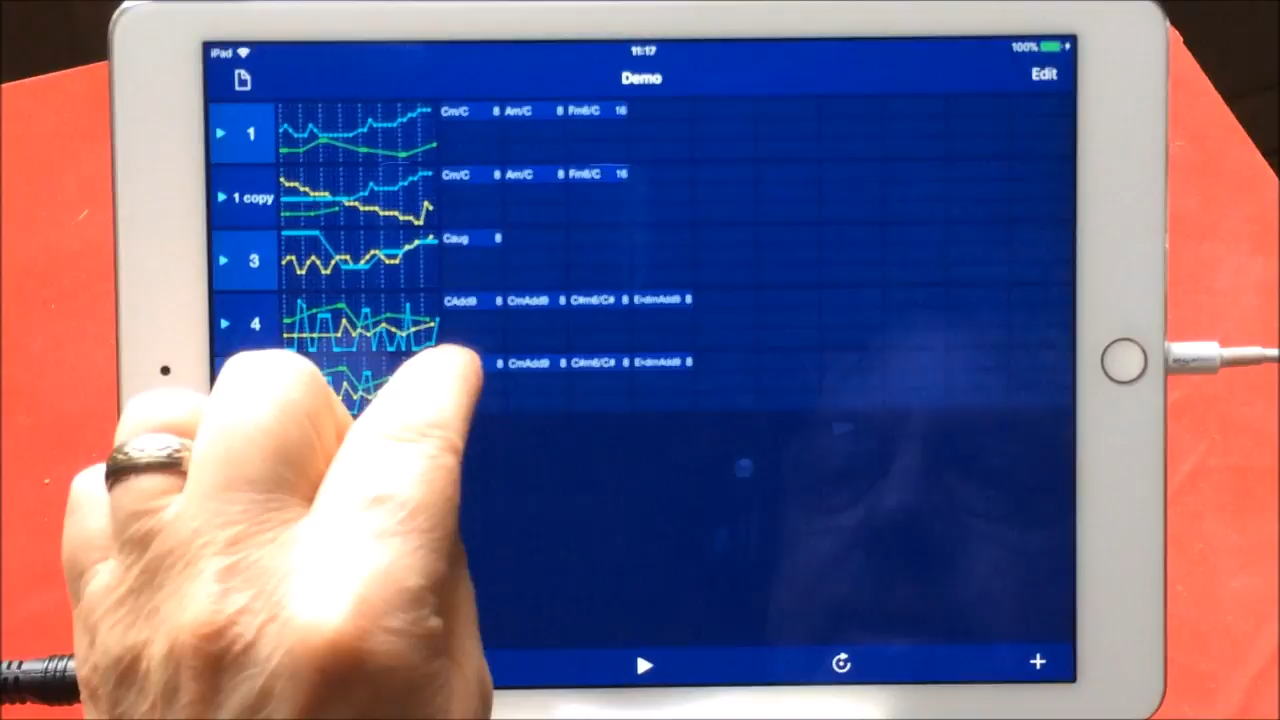 iPad 11:17 100%
Demo Edit
1 Cm/C 8 Am/C 8 Fm6/C 16
1 copy Cm/C 8 Am/C 8 Fm6/C 16
3 Caug 8
4 CAdd9 8 CmAdd9 8 C#m6/C# 8 8
8 CmAdd9 8 C#m6/C# 8 8